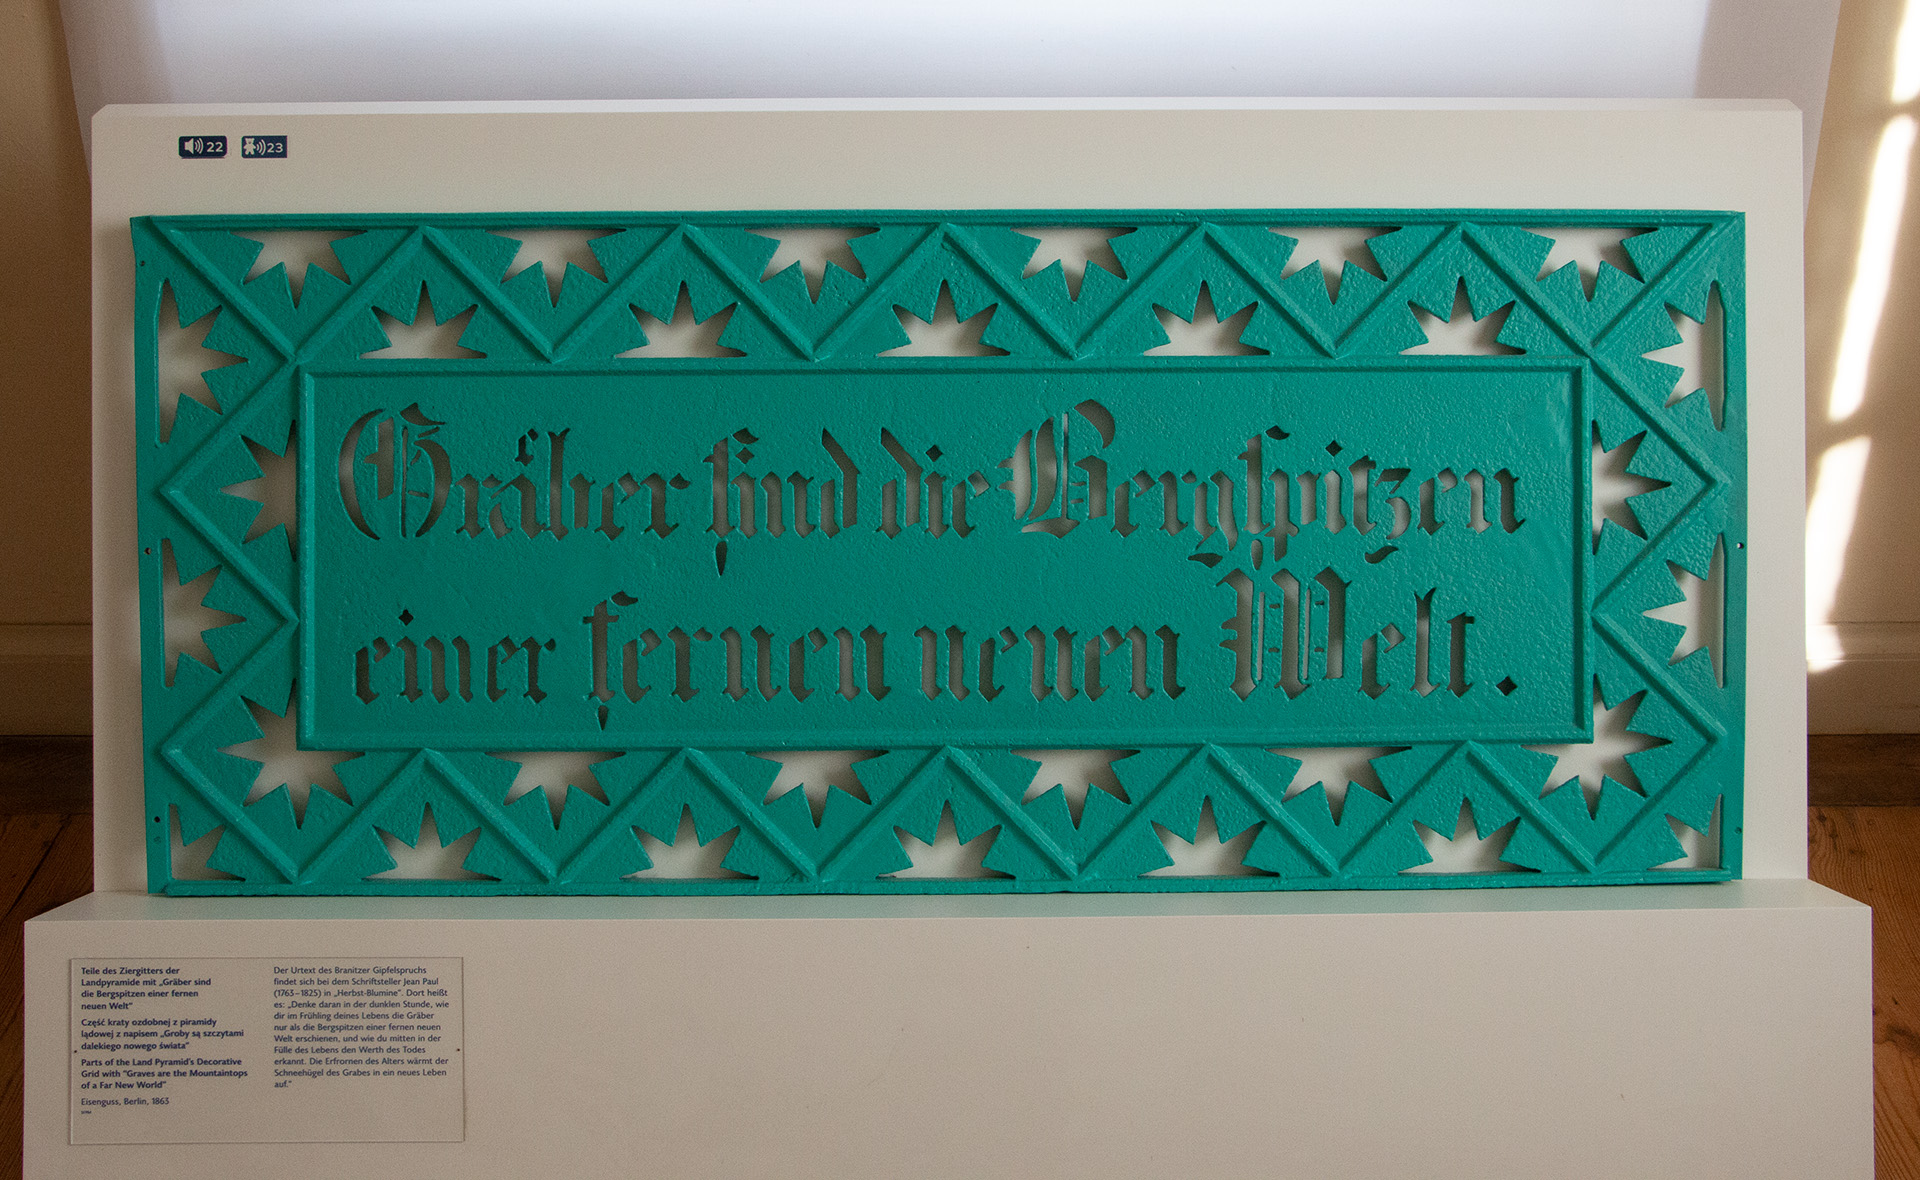 22 23
Gräber sind die Bergspitzen
einer fernen neuen Welt.
Teile des Ziergitters der
Landpyramide mit „Gräber sind
die Bergspitzen einer fernen
neuen Welt“
Część kraty ozdobnej z piramidy
lądowej z napisem „Groby są szczytami
dalekiego nowego świata“
Parts of the Land Pyramid's Decorative
Grid with “Graves are the Mountaintops
of a Far New World”
Eisenguss, Berlin, 1863
Der Urtext des Branitzer Gipfelspruchs
findet sich bei dem Schriftsteller Jean Paul
(1763–1825) in „Herbst-Blumine“. Dort heißt
es: „Denke daran in der dunklen Stunde, wie
dir im Frühling deines Lebens die Gräber
nur als die Bergspitzen einer fernen neuen
Welt erschienen, und wie du mitten in der
Fülle des Lebens den Werth des Todes
erkannt. Die Erfrornen des Alters wärmt der
Schneehügel des Grabes in ein neues Leben
auf.“